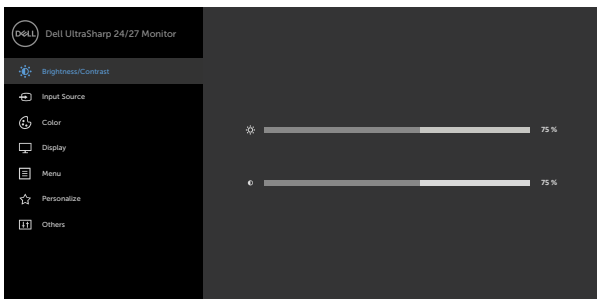 DELL
Dell UltraSharp 24/27 Monitor
Brightness/Contrast
Input Source
Color
75 %
Display
Menu
75 %
Personalize
Others